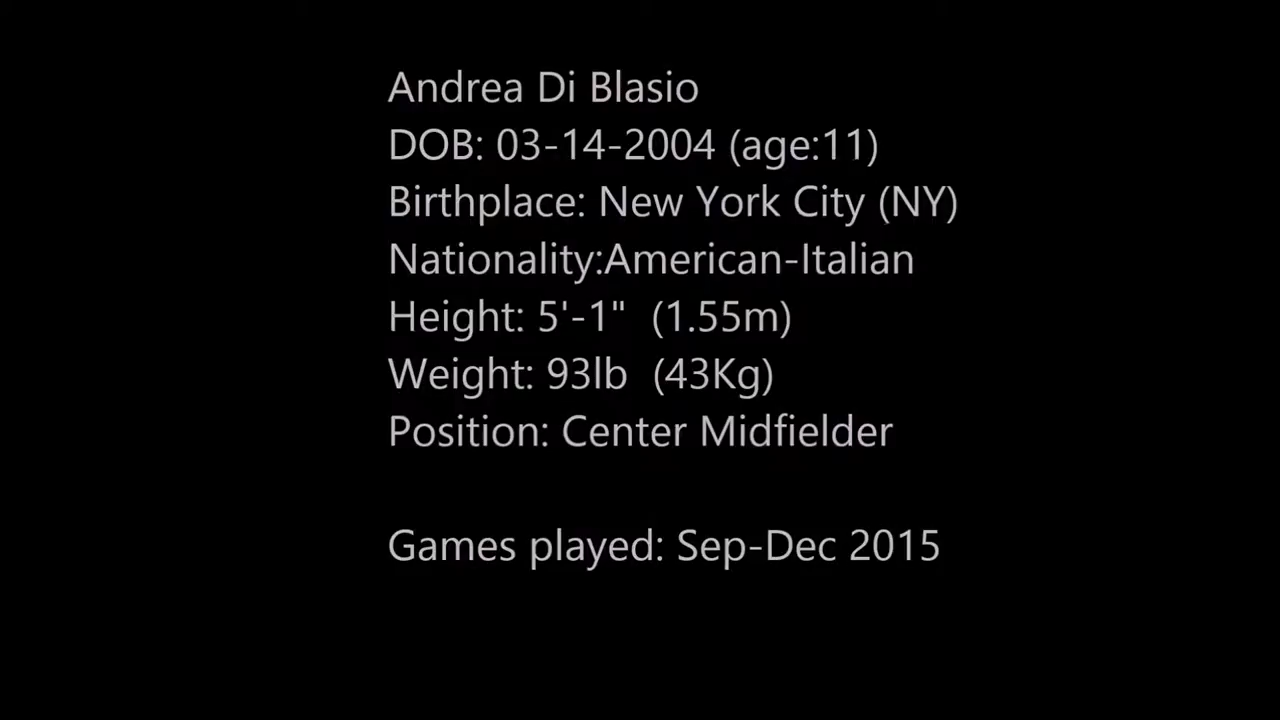 Andrea Di Blasio
DOB: 03-14-2004 (age:11)
Birthplace: New York City (NY)
Nationality:American-Italian
Height: 5'-1"  (1.55m)
Weight: 93lb  (43Kg)
Position: Center Midfielder
Games played: Sep-Dec 2015